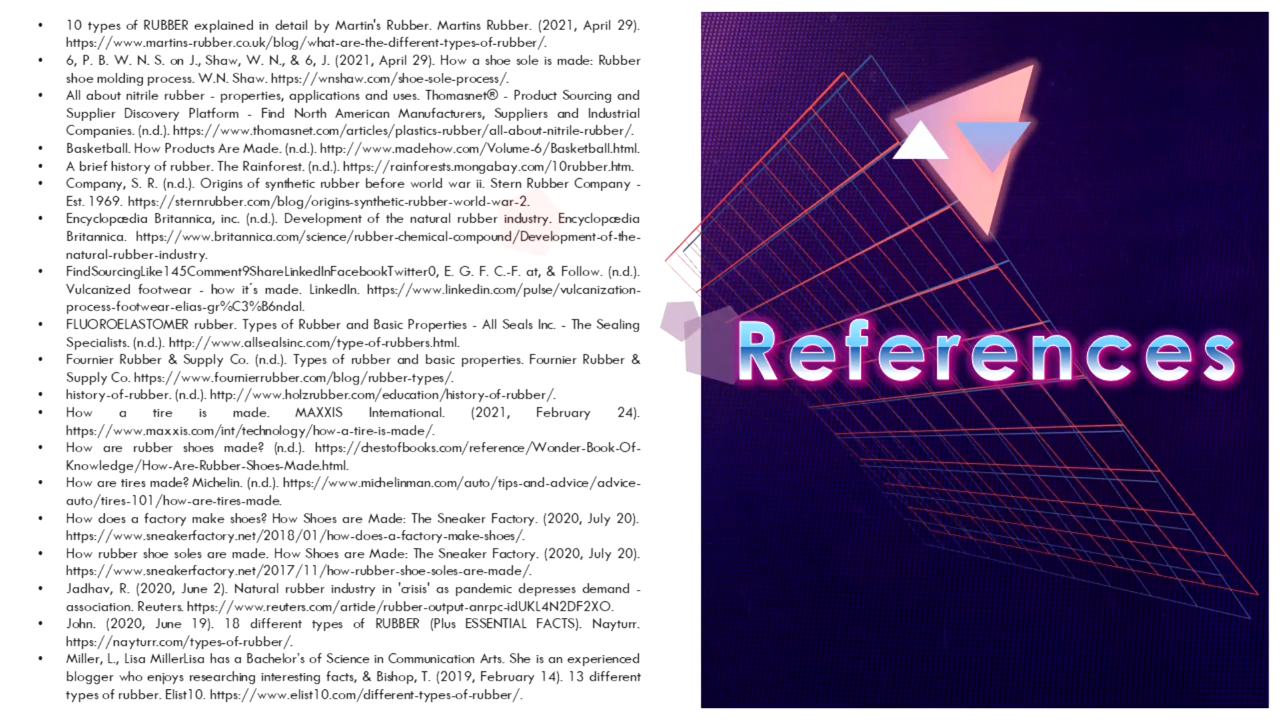 • 10 types of RUBBER explained in detail by Martin's Rubber. Martins Rubber. (2021, April 29).
https://www.martins-rubber.co.uk/blog/what-are-the-different-types-of-rubber/.
• 6, P. B. W. N. S. on J., Shaw, W. N., & 6, J. (2021, April 29). How a shoe sole is made: Rubber
shoe molding process. W.N. Shaw. https://wnshaw.com/shoe-sole-process/.
• All about nitrile rubber - properties, applications and uses. Thomasnet® - Product Sourcing and
Supplier Discovery Platform - Find North American Manufacturers, Suppliers and Industrial
Companies. (n.d.). https://www.thomasnet.com/articles/plastics-rubber/all-about-nitrile-rubber/.
• Basketball. How Products Are Made. (n.d.). http://www.madehow.com/Volume-6/Basketball.html.
• A brief history of rubber. The Rainforest. (n.d.). https://rainforests.mongabay.com/10rubber.htm.
• Company, S. R. (n.d.). Origins of synthetic rubber before world war ii. Stern Rubber Company -
Est. 1969. https://sternrubber.com/blog/origins-synthetic-rubber-world-war-2.
• Encyclopædia Britannica, inc. (n.d.). Development of the natural rubber industry. Encyclopædia
Britannica. https://www.britannica.com/science/rubber-chemical-compound/Development-of-the-
natural-rubber-industry.
• FindSourcingLike145Comment9ShareLinkedInFacebookTwitter0, E. G. F. C.-F. at, & Follow. (n.d.).
Vulcanized footwear - how it´s made. LinkedIn. https://www.linkedin.com/pulse/vulcanization-
process-footwear-elias-gr%C3%B6ndal.
• FLUOROELASTOMER rubber. Types of Rubber and Basic Properties - All Seals Inc. - The Sealing
Specialists. (n.d.). http://www.allsealsinc.com/type-of-rubbers.html.
• Fournier Rubber & Supply Co. (n.d.). Types of rubber and basic properties. Fournier Rubber &
Supply Co. https://www.fournierrubber.com/blog/rubber-types/.
• history-of-rubber. (n.d.). http://www.holzrubber.com/education/history-of-rubber/.
• How a tire is made. MAXXIS International. (2021, February 24).
https://www.maxxis.com/int/technology/how-a-tire-is-made/.
• How are rubber shoes made? (n.d.). https://chestofbooks.com/reference/Wonder-Book-Of-
Knowledge/How-Are-Rubber-Shoes-Made.html.
• How are tires made? Michelin. (n.d.). https://www.michelinman.com/auto/tips-and-advice/advice-
auto/tires-101/how-are-tires-made.
• How does a factory make shoes? How Shoes are Made: The Sneaker Factory. (2020, July 20).
https://www.sneakerfactory.net/2018/01/how-does-a-factory-make-shoes/.
• How rubber shoe soles are made. How Shoes are Made: The Sneaker Factory. (2020, July 20).
https://www.sneakerfactory.net/2017/11/how-rubber-shoe-soles-are-made/.
• Jadhav, R. (2020, June 2). Natural rubber industry in 'crisis' as pandemic depresses demand -
association. Reuters. https://www.reuters.com/article/rubber-output-anrpc-idUKL4N2DF2XO.
• John. (2020, June 19). 18 different types of RUBBER (Plus ESSENTIAL FACTS). Nayturr.
https://nayturr.com/types-of-rubber/.
• Miller, L., Lisa MillerLisa has a Bachelor's of Science in Communication Arts. She is an experienced
blogger who enjoys researching interesting facts, & Bishop, T. (2019, February 14). 13 different
types of rubber. Elist10. https://www.elist10.com/different-types-of-rubber/.
References